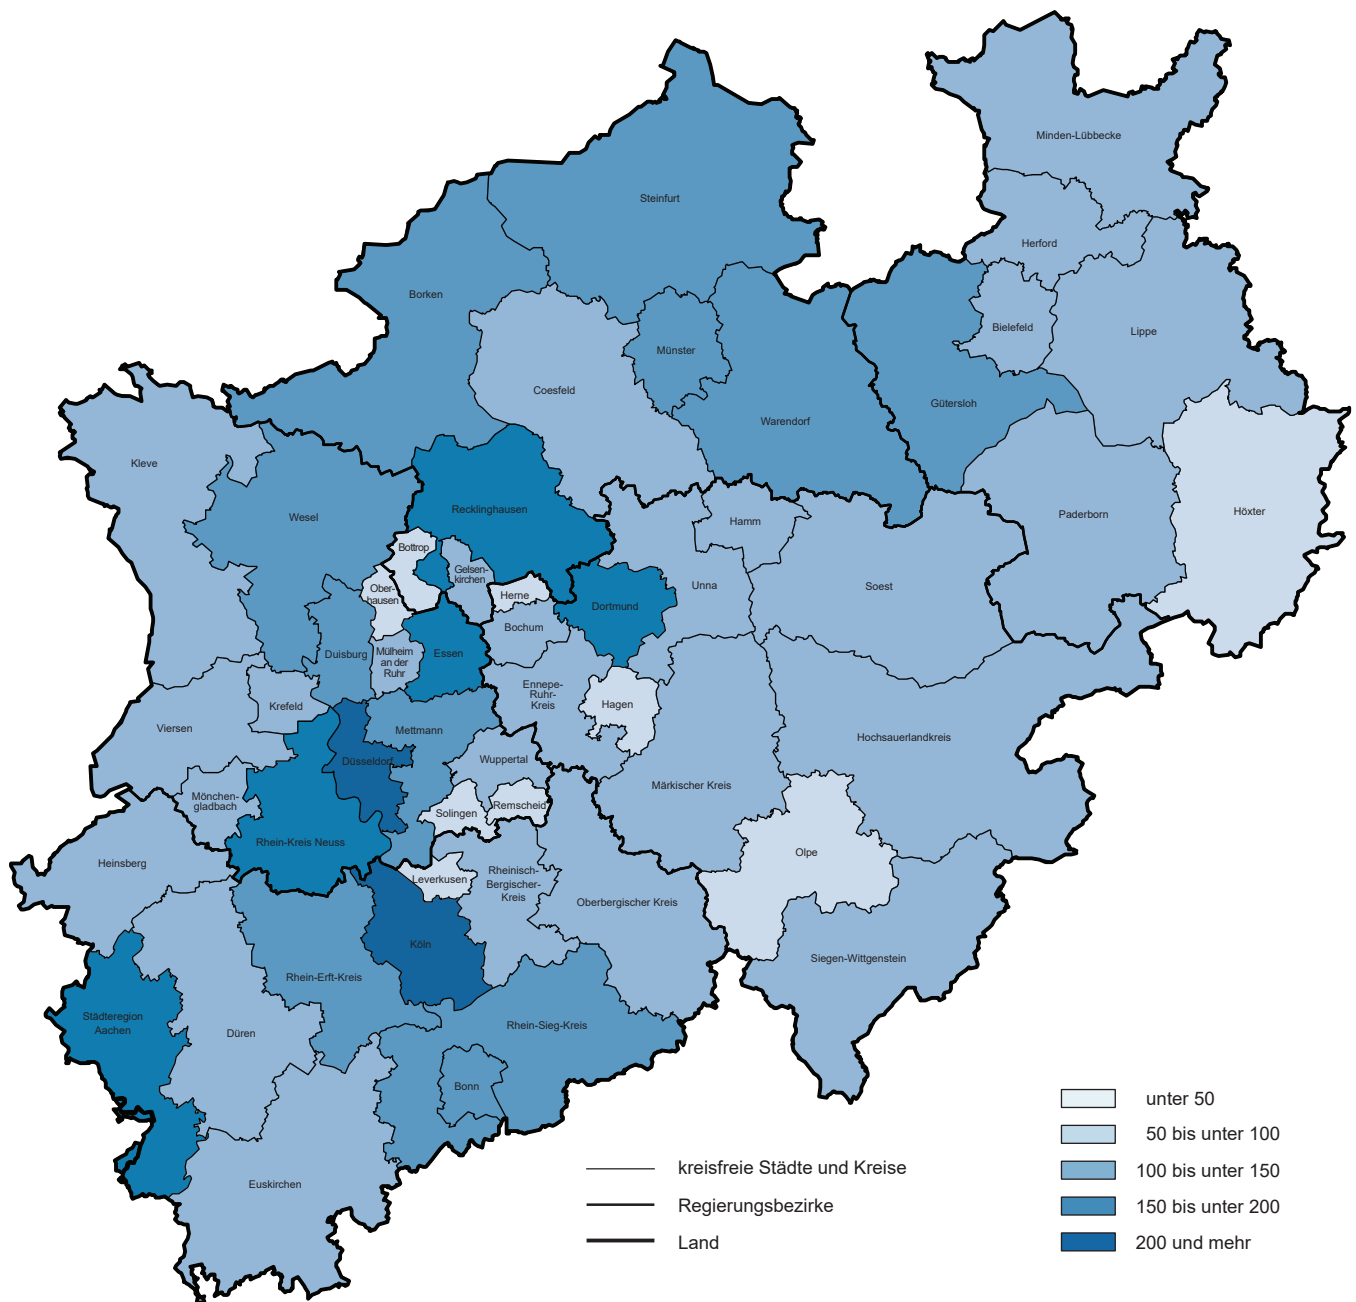 Minden-Lübbecke
Steinfurt
Herford
Borken
Bielefeld
Lippe
Münster
Coesfeld
Gütersloh
Warendorf
Kleve
Recklinghausen
Höxter
Wesel
Hamm
Paderborn
Bottrop
Gelsen-
kirchen
Unna
Soest
Ober-
hausen
Herne
Dortmund
Bochum
Duisburg
Mülheim
an der
Ruhr
Essen
Ennepe-
Ruhr-
Kreis
Hagen
Krefeld
Viersen
Mettmann
Hochsauerlandkreis
Düsseldorf
Wuppertal
Märkischer Kreis
Mönchen-
gladbach
Solingen
Remscheid
Rhein-Kreis Neuss
Olpe
Heinsberg
Leverkusen
Rheinisch-
Bergischer-
Kreis
Oberbergischer Kreis
Köln
Siegen-Wittgenstein
Rhein-Erft-Kreis
Städteregion
Aachen
Düren
Rhein-Sieg-Kreis
Bonn
Euskirchen
kreisfreie Städte und Kreise
Regierungsbezirke
Land
unter 50
50 bis unter 100
100 bis unter 150
150 bis unter 200
200 und mehr